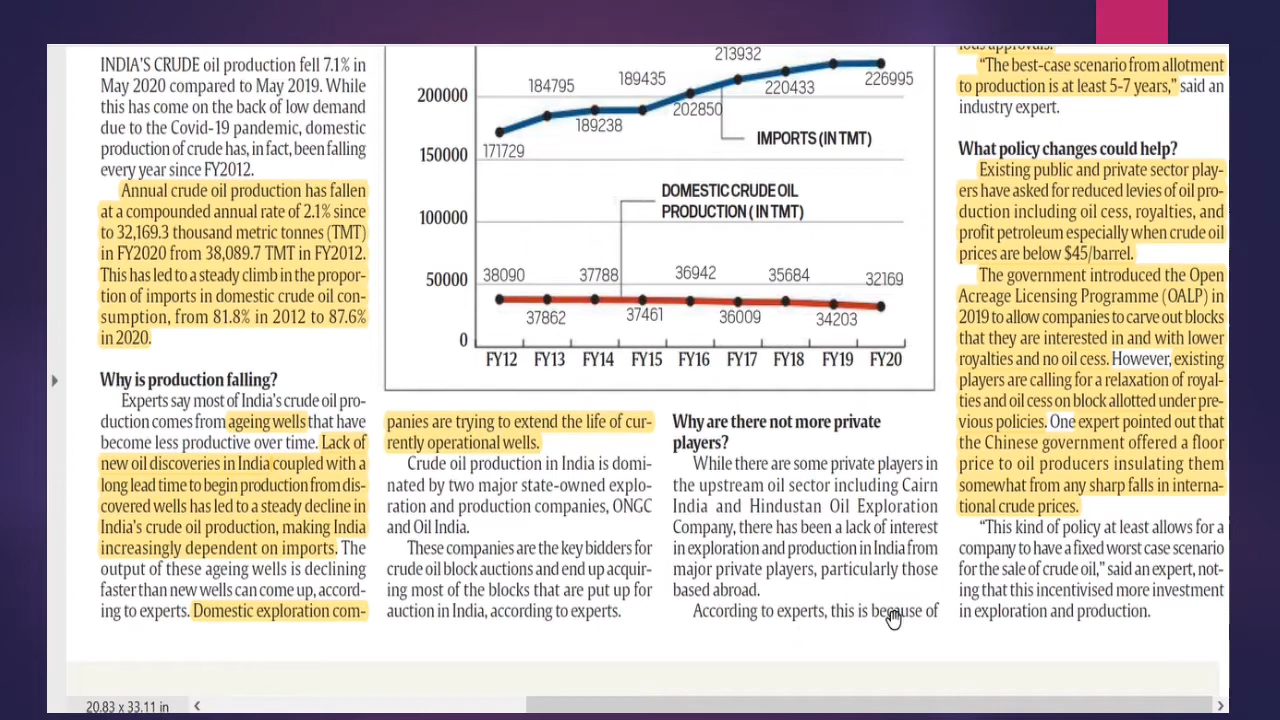 INDIA'S CRUDE oil production fell 7.1% in
May 2020 compared to May 2019. While
this has come on the back of low demand
due to the Covid-19 pandemic, domestic
production of crude has, in fact, been falling
every year since FY2012.
Annual crude oil production has fallen
at a compounded annual rate of 2.1% since
to 32,169.3 thousand metric tonnes (TMT)
in FY2020 from 38,089.7 TMT in FY2012.
This has led to a steady climb in the propor-
tion of imports in domestic crude oil con-
sumption, from 81.8% in 2012 to 87.6%
in 2020.
Why is production falling?
Experts say most of India's crude oil pro-
duction comes from ageing wells that have
become less productive over time. Lack of
new oil discoveries in India coupled with a
long lead time to begin production from dis-
covered wells has led to a steady decline in
India's crude oil production, making India
increasingly dependent on imports. The
output of these ageing wells is declining
faster than new wells can come up, accord-
ing to experts. Domestic exploration com-
213932
184795
189435
226995
200000
220433
202850
189238
IMPORTS (IN TMT)
171729
150000
DOMESTIC CRUDE OIL
PRODUCTION ( IN TMT)
100000
50000
38090
37788
36942
35684
32169
37862
37461
36009
34203
0
FY12 FY13 FY14 FY15 FY16 FY17 FY18 FY19 FY20
panies are trying to extend the life of cur-
rently operational wells.
Crude oil production in India is domi-
nated by two major state-owned explo-
ration and production companies, ONGC
and Oil India.
These companies are the key bidders for
crude oil block auctions and end up acquir-
ing most of the blocks that are put up for
auction in India, according to experts.
Why are there not more private
players?
While there are some private players in
the upstream oil sector including Cairn
India and Hindustan Oil Exploration
Company, there has been a lack of interest
in exploration and production in India from
major private players, particularly those
based abroad.
According to experts, this is because of
ious approvals.
"The best-case scenario from allotment
to production is at least 5-7 years," said an
industry expert.
What policy changes could help?
Existing public and private sector play-
ers have asked for reduced levies of oil pro-
duction including oil cess, royalties, and
profit petroleum especially when crude oil
prices are below $45/barrel.
The government introduced the Open
Acreage Licensing Programme (OALP) in
2019 to allow companies to carve out blocks
that they are interested in and with lower
royalties and no oil cess. However, existing
players are calling for a relaxation of royal-
ties and oil cess on block allotted under pre-
vious policies. One expert pointed out that
the Chinese government offered a floor
price to oil producers insulating them
somewhat from any sharp falls in interna-
tional crude prices.
"This kind of policy at least allows for a
company to have a fixed worst case scenario
for the sale of crude oil," said an expert, not-
ing that this incentivised more investment
in exploration and production.
20.83 x 33.11 in